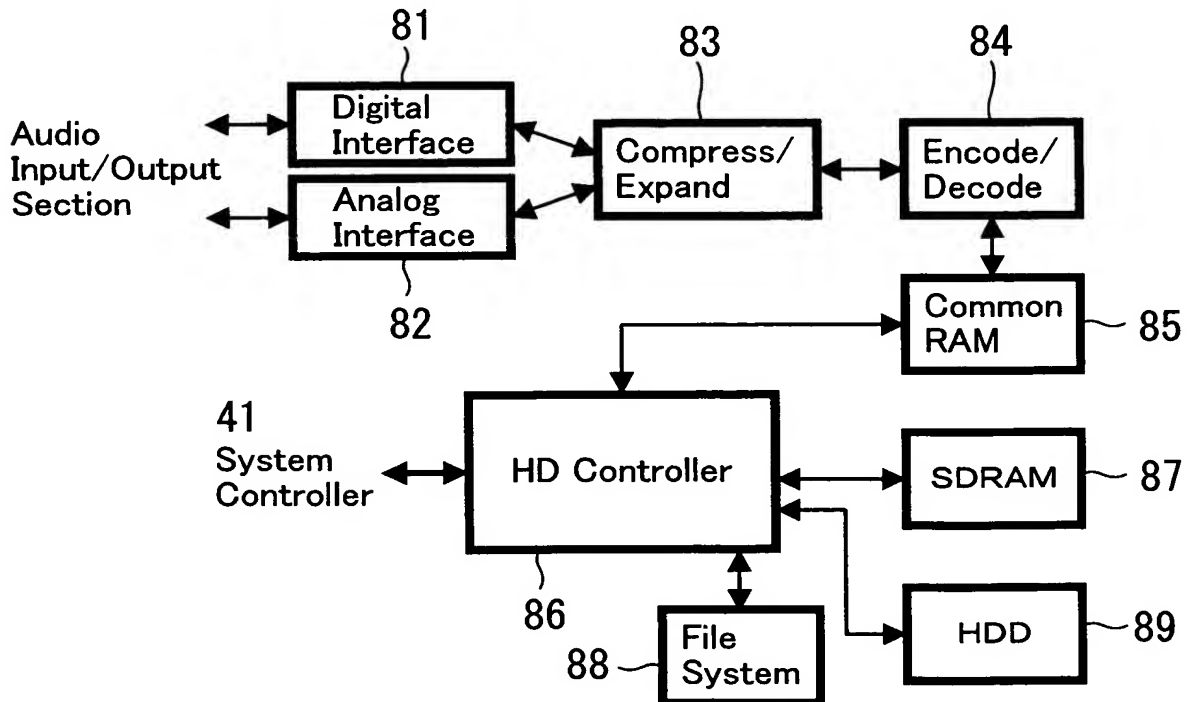 81
83
84
Audio
Input/Output
Section
Digital
Interface
Analog
Interface
Compress/
Expand
Encode/
Decode
82
Common
RAM
85
41
System
Controller
HD Controller
SDRAM
87
86
88
File
System
HDD
89